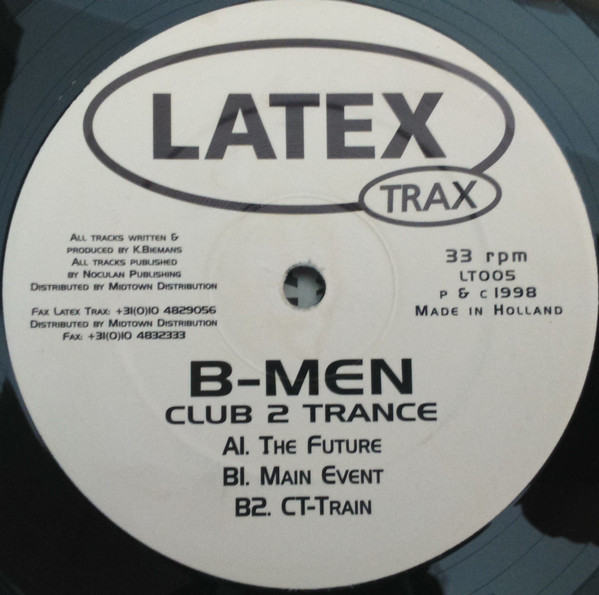 LATEX
TRAX
All tracks written &
produced by K.Biemans
All tracks published
by Noculan Publishing
Distributed by Midtown Distribution
Fax Latex Trax: +31(0)10 4829056
Distributed by Midtown Distribution
Fax: +31(0)10 4832333
33 rpm
LT005
P & C 1998
Made in Holland
B-MEN
CLUB 2 TRANCE
A1. The Future
B1. Main Event
B2. CT-Train